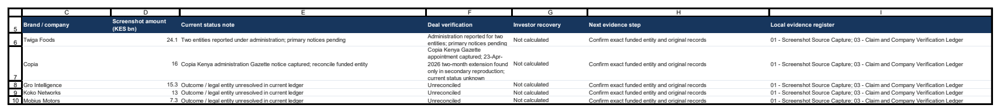 C D E F G H I
5 Brand / company Screenshot amount (KES bn) Current status note Deal verification Investor recovery Next evidence step Local evidence register
6 Twiga Foods 24.1 Two entities reported under administration; primary notices pending Administration reported for two entities; primary notices pending Not calculated Confirm exact funded entity and original records 01 - Screenshot Source Capture; 03 - Claim and Company Verification Ledger
7 Copia 16 Copia Kenya administration Gazette notice captured; reconcile funded entity Copia Kenya Gazette appointment captured; 23-Apr-2026 two-month extension found only in secondary reproduction; current status unknown Not calculated Confirm exact funded entity and original records 01 - Screenshot Source Capture; 03 - Claim and Company Verification Ledger
8 Gro Intelligence 15.3 Outcome / legal entity unresolved in current ledger Unreconciled Not calculated Confirm exact funded entity and original records 01 - Screenshot Source Capture; 03 - Claim and Company Verification Ledger
9 Koko Networks 13 Outcome / legal entity unresolved in current ledger Unreconciled Not calculated Confirm exact funded entity and original records 01 - Screenshot Source Capture; 03 - Claim and Company Verification Ledger
10 Mobius Motors 7.3 Outcome / legal entity unresolved in current ledger Unreconciled Not calculated Confirm exact funded entity and original records 01 - Screenshot Source Capture; 03 - Claim and Company Verification Ledger